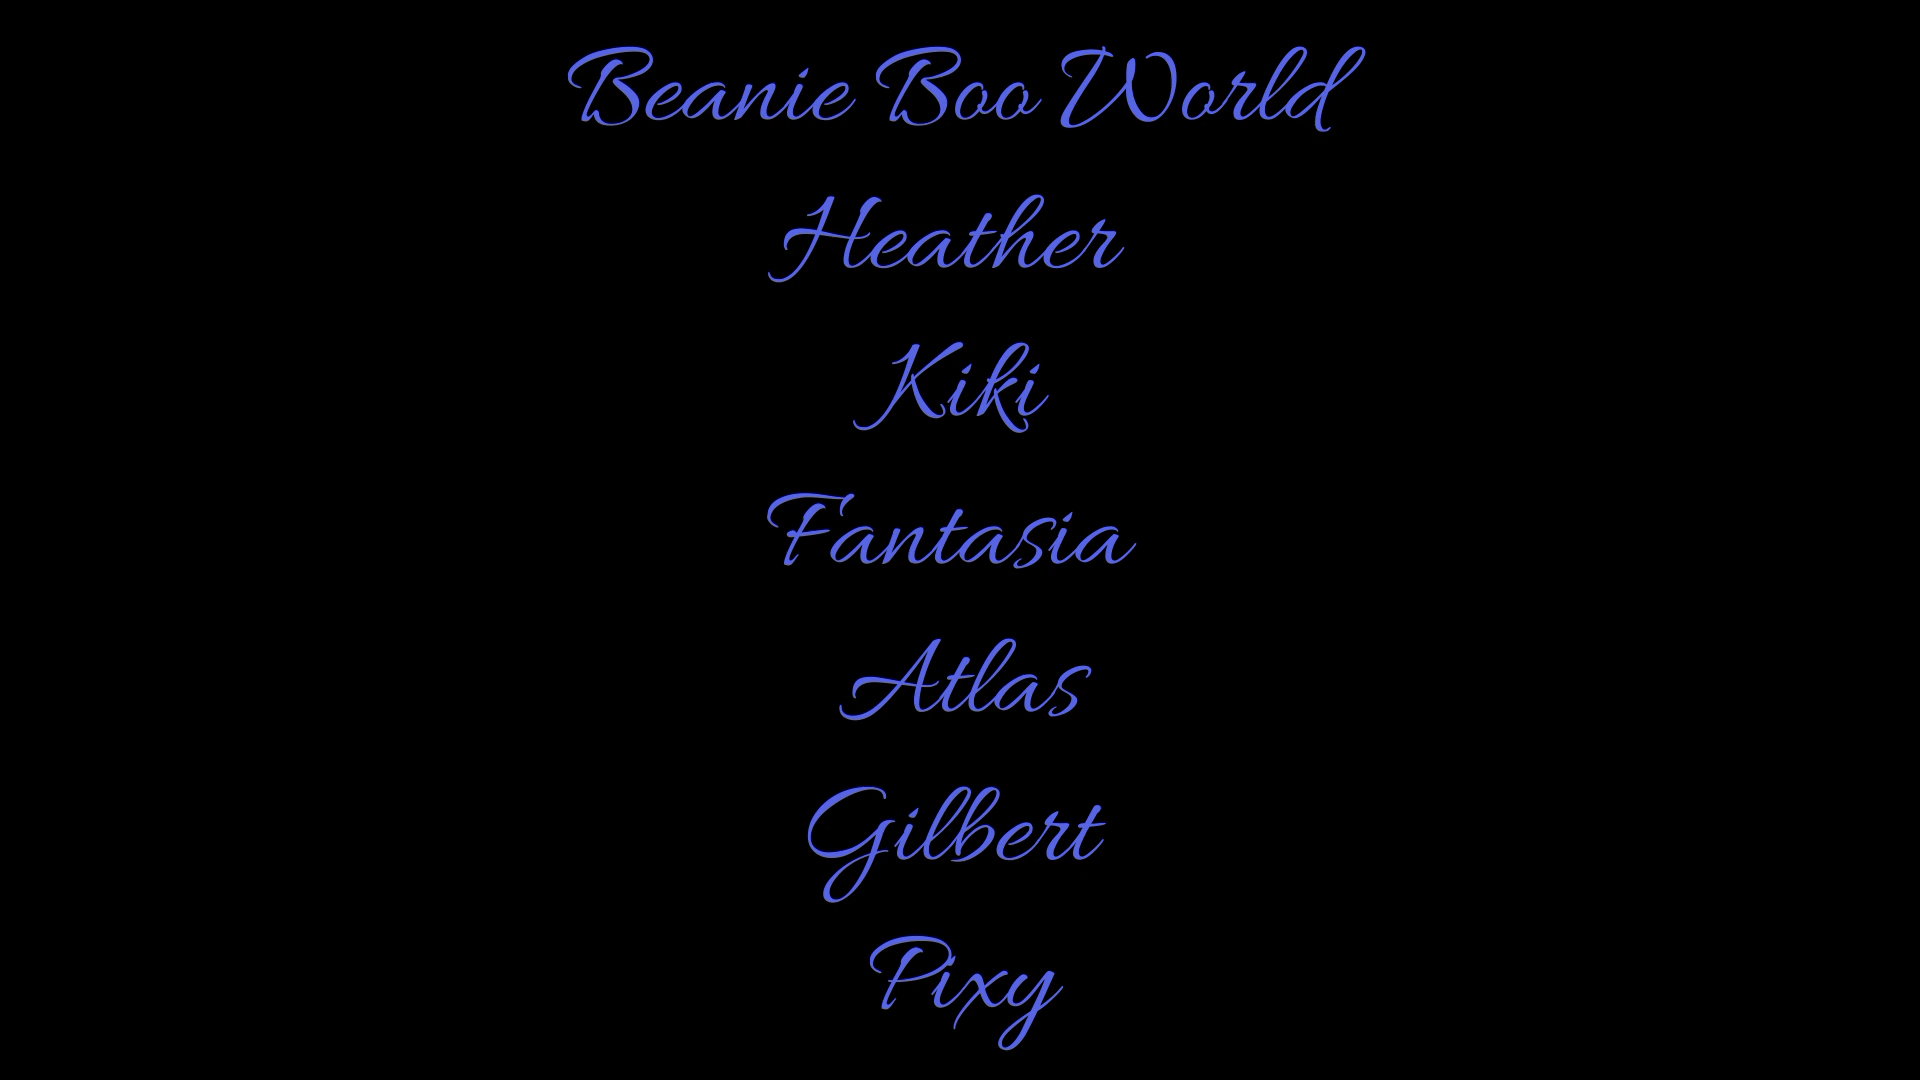 Beanie Boo World
Heather
Kiki
Fantasia
Atlas
Gilbert
Pixy